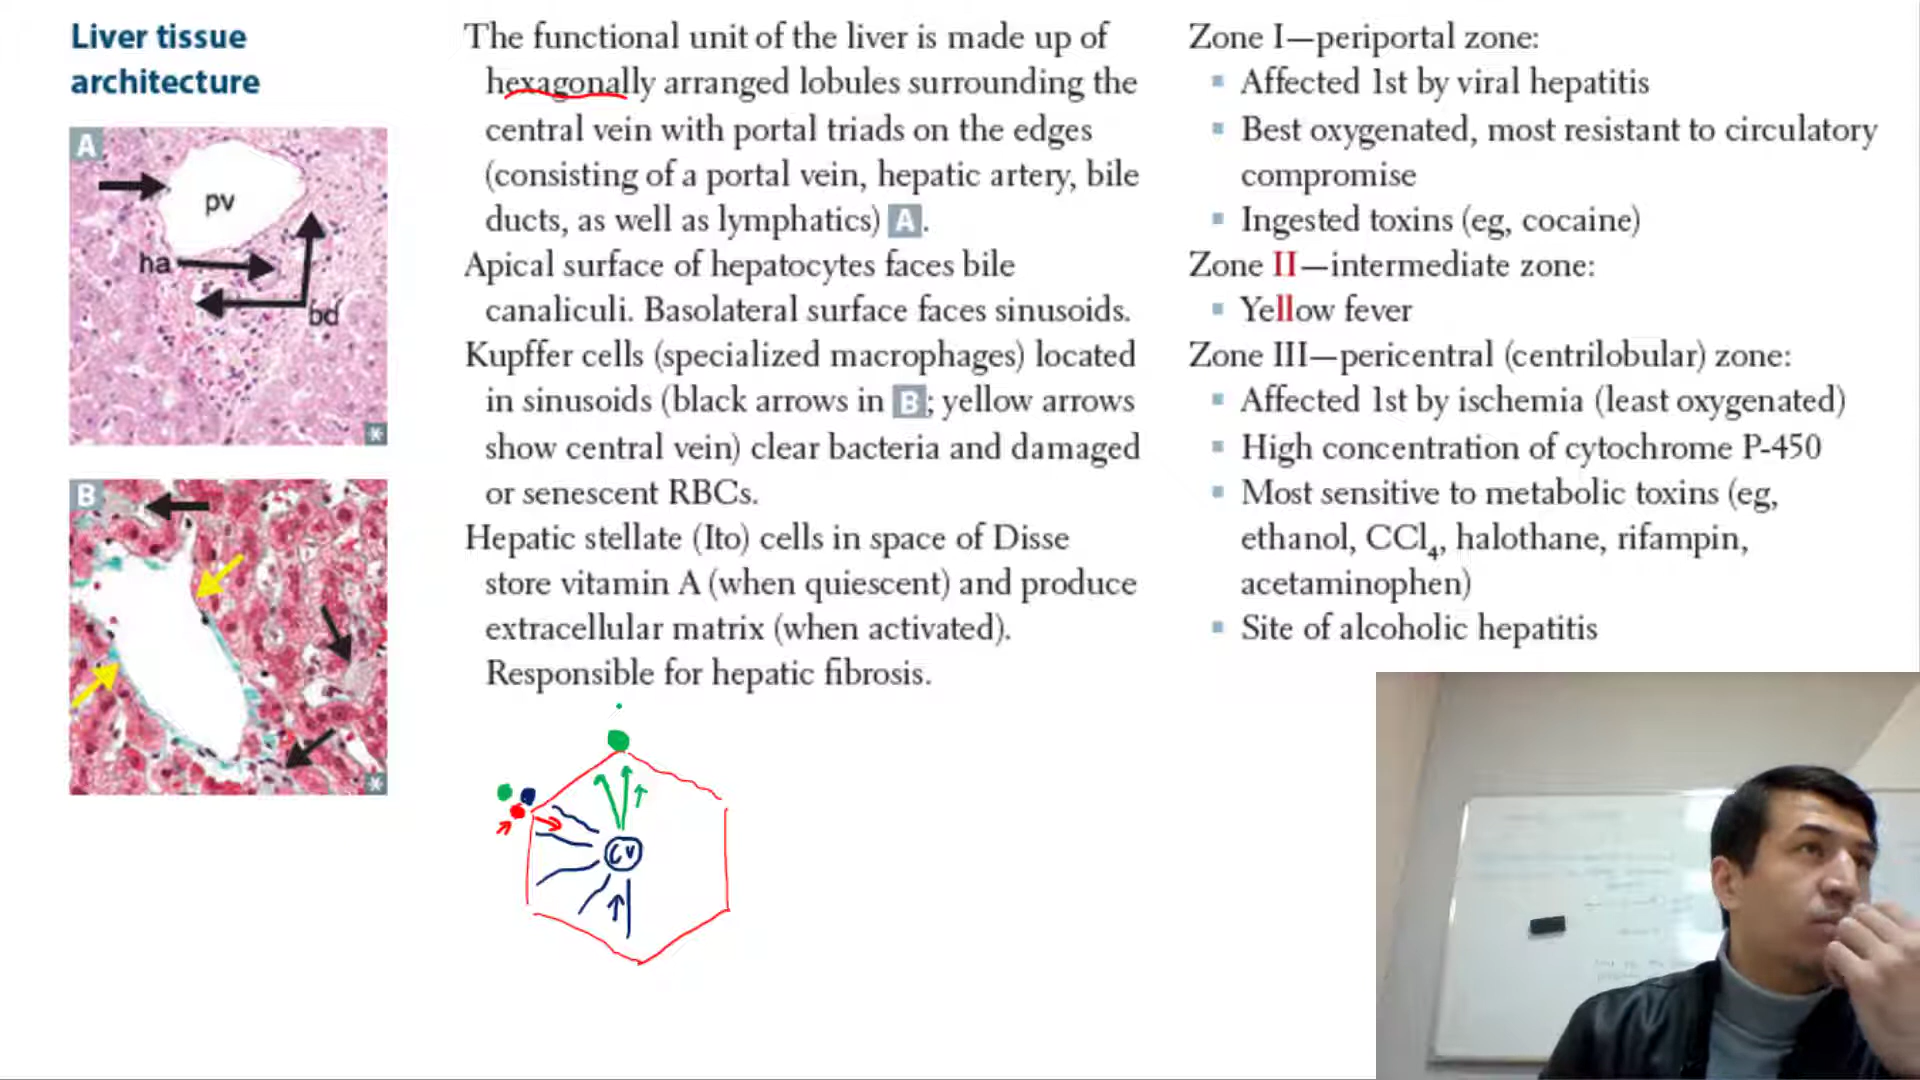 Liver tissue
architecture
A
pv
ha
bd
B
The functional unit of the liver is made up of
hexagonally arranged lobules surrounding the
central vein with portal triads on the edges
(consisting of a portal vein, hepatic artery, bile
ducts, as well as lymphatics) A.
Apical surface of hepatocytes faces bile
canaliculi. Basolateral surface faces sinusoids.
Kupffer cells (specialized macrophages) located
in sinusoids (black arrows in B; yellow arrows
show central vein) clear bacteria and damaged
or senescent RBCs.
Hepatic stellate (Ito) cells in space of Disse
store vitamin A (when quiescent) and produce
extracellular matrix (when activated).
Responsible for hepatic fibrosis.
CV
Zone I—periportal zone:
▪ Affected 1st by viral hepatitis
▪ Best oxygenated, most resistant to circulatory
compromise
▪ Ingested toxins (eg, cocaine)
Zone II—intermediate zone:
▪ Yellow fever
Zone III—pericentral (centrilobular) zone:
▪ Affected 1st by ischemia (least oxygenated)
▪ High concentration of cytochrome P-450
▪ Most sensitive to metabolic toxins (eg,
ethanol, CCl4, halothane, rifampin,
acetaminophen)
▪ Site of alcoholic hepatitis